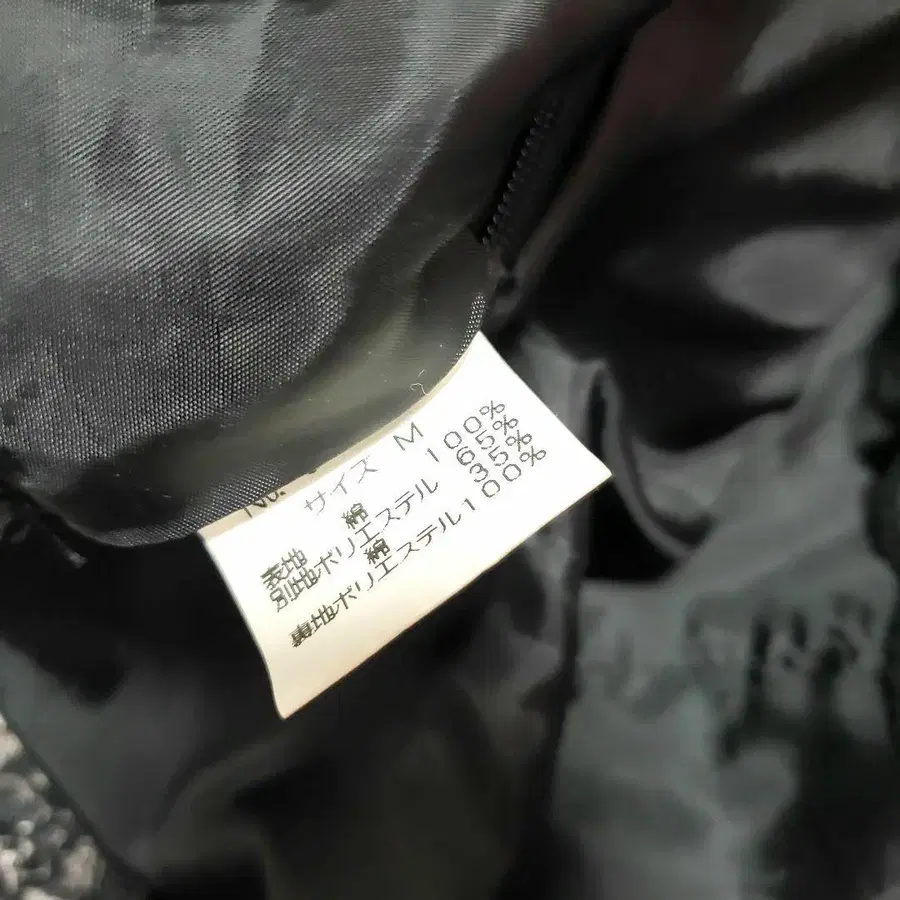 No.
サイズ M
表地 綿 100%
別地ポリエステル 65%
綿 35%
裏地ポリエステル100%